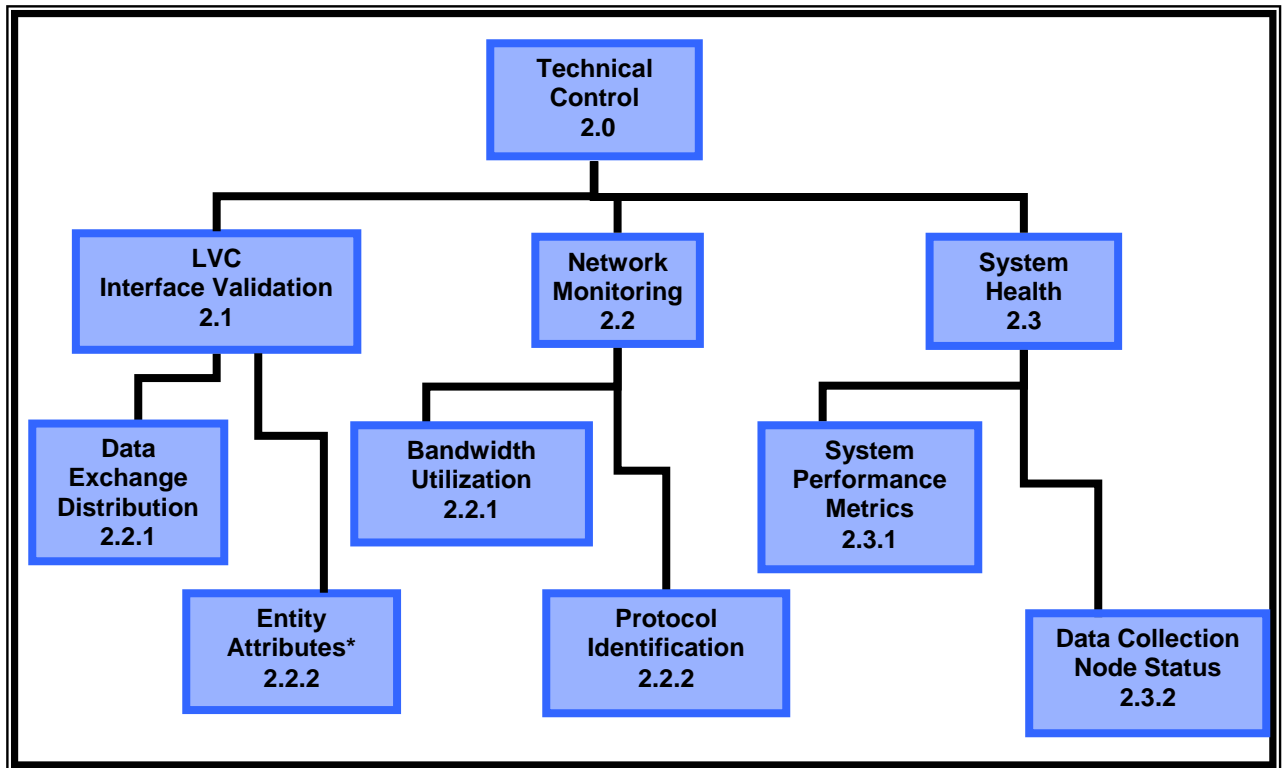 Technical
Control
2.0
LVC
Interface Validation
2.1
Network
Monitoring
2.2
System
Health
2.3
Data
Exchange
Distribution
2.2.1
Bandwidth
Utilization
2.2.1
System
Performance
Metrics
2.3.1
Entity
Attributes*
2.2.2
Protocol
Identification
2.2.2
Data Collection
Node Status
2.3.2